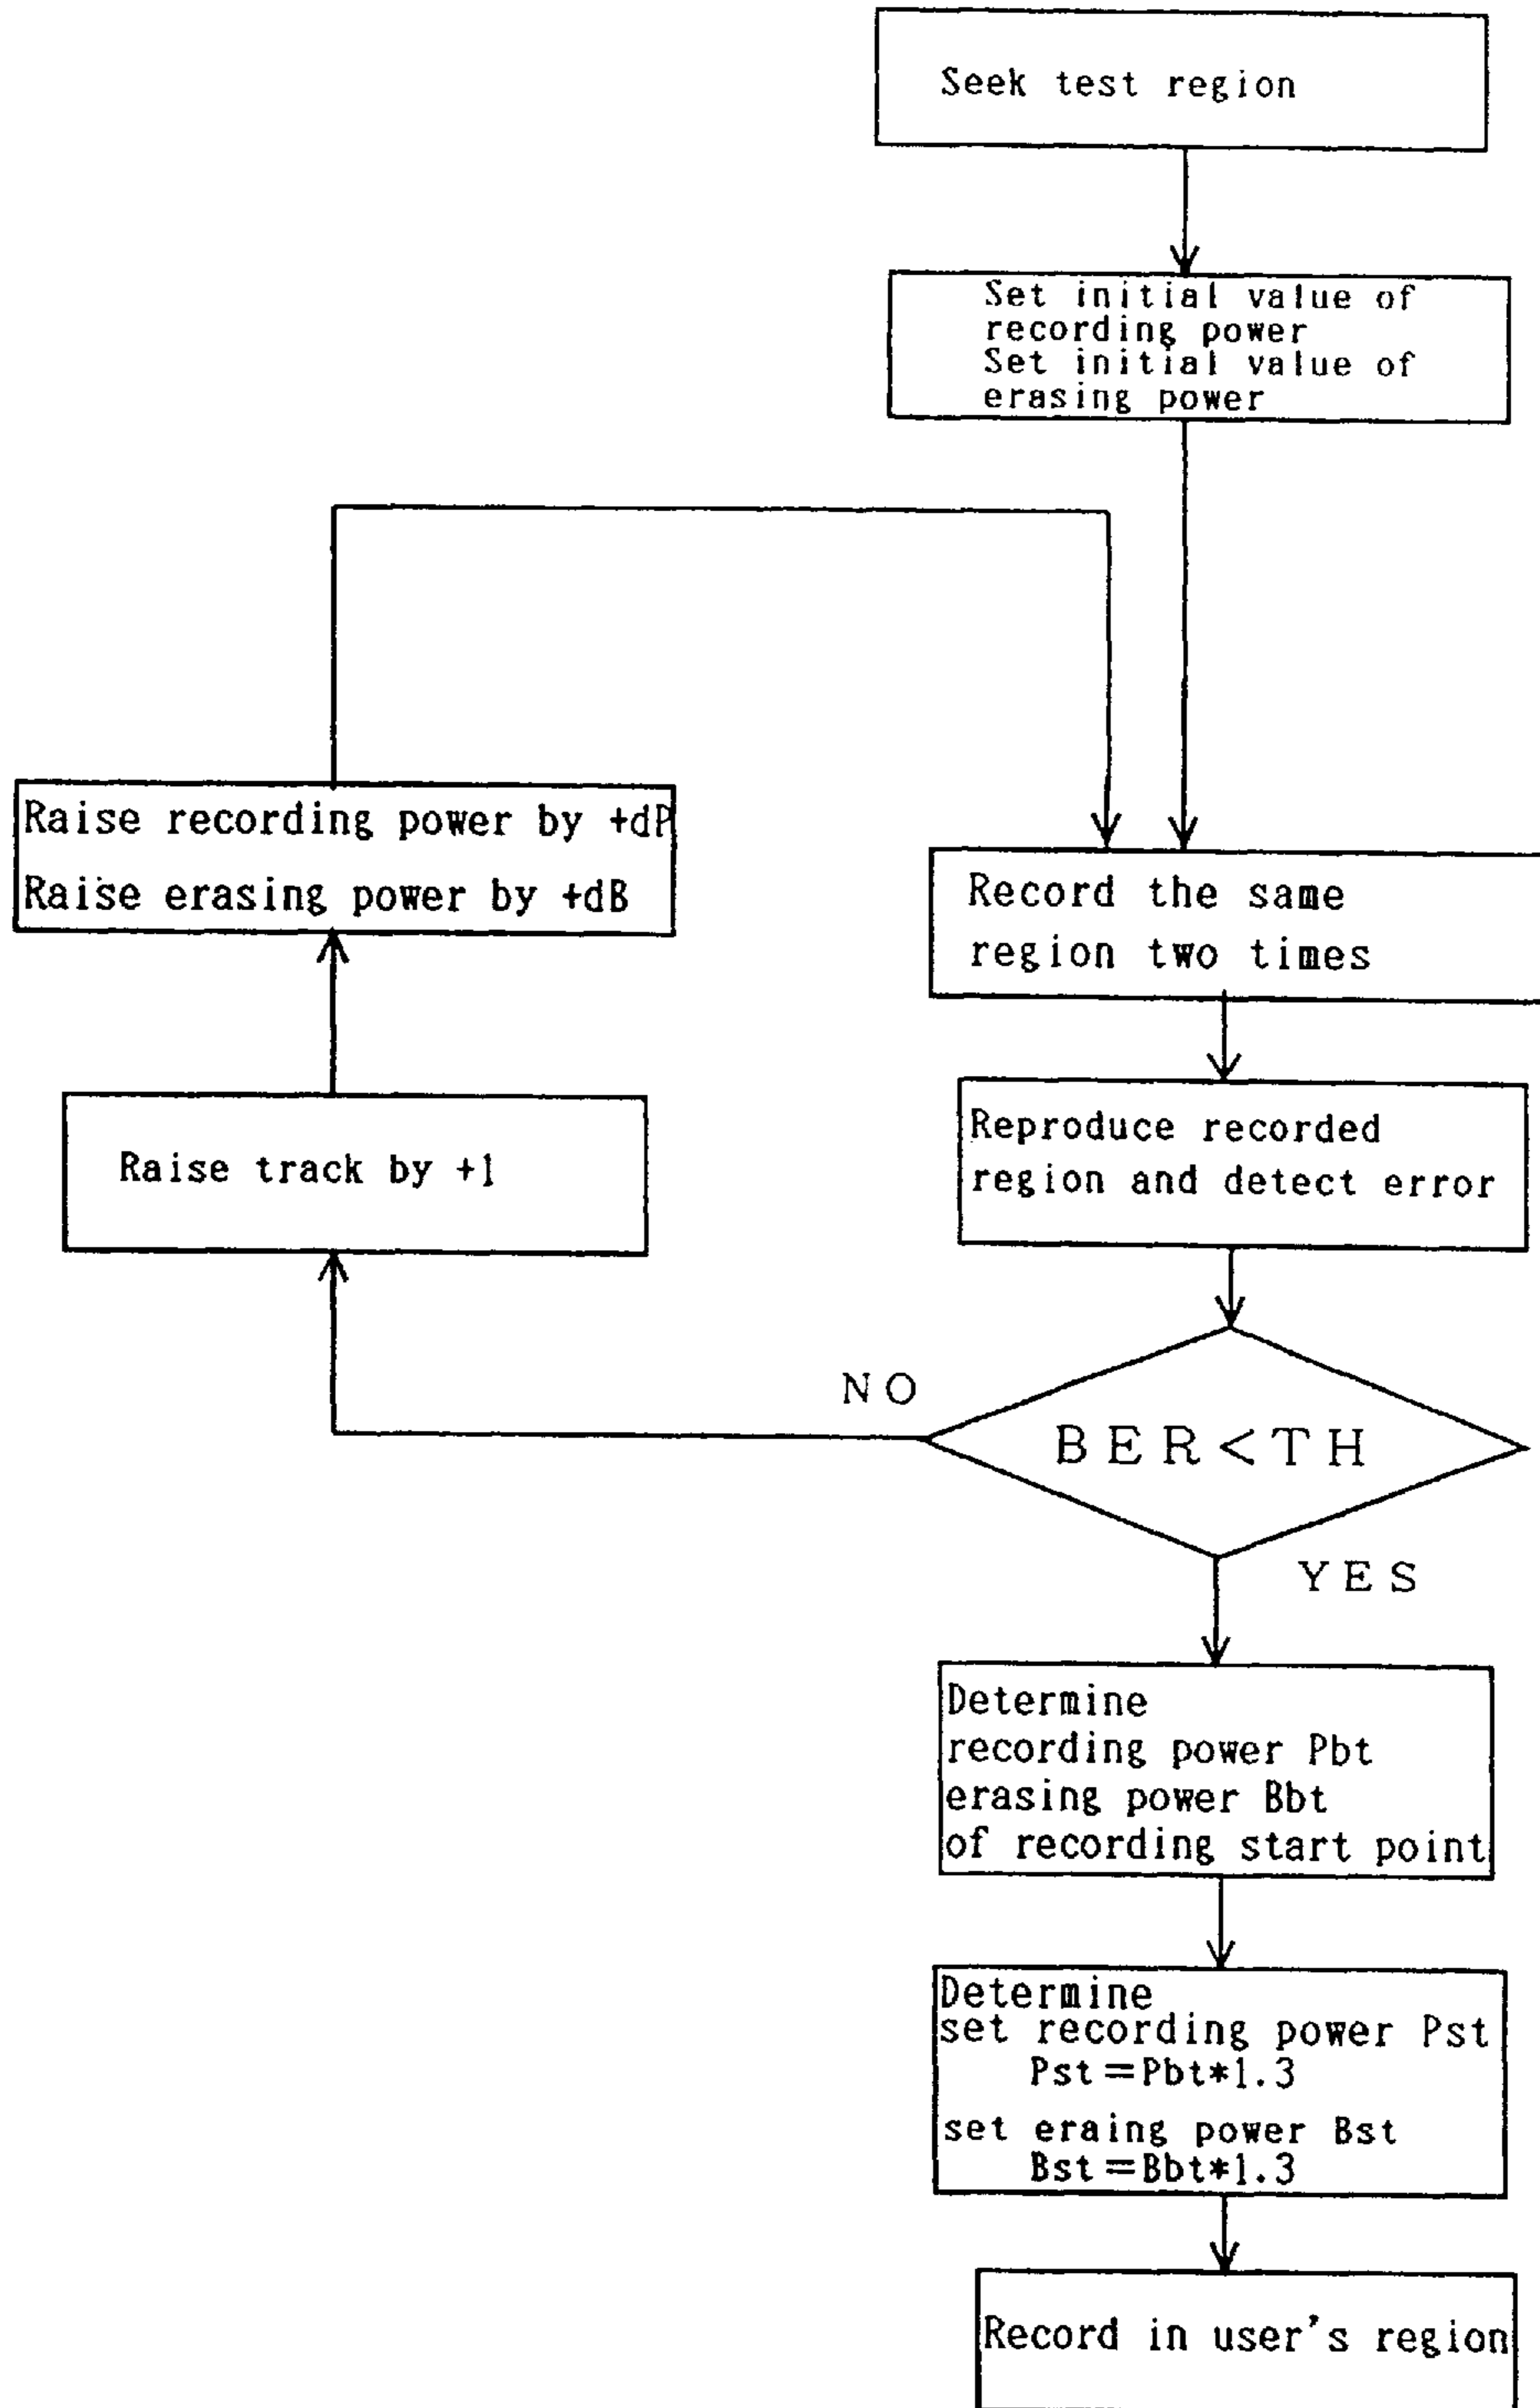 Seek test region
Set initial value of
recording power
Set initial value of
erasing power
Raise recording power by +dP
Raise erasing power by +dB
Record the same
region two times
Raise track by +1
Reproduce recorded
region and detect error
NO
BER<TH
YES
Determine
recording power Pbt
erasing power Bbt
of recording start point
Determine
set recording power Pst
Pst=Pbt*1.3
set eraing power Bst
Bst=Bbt*1.3
Record in user's region